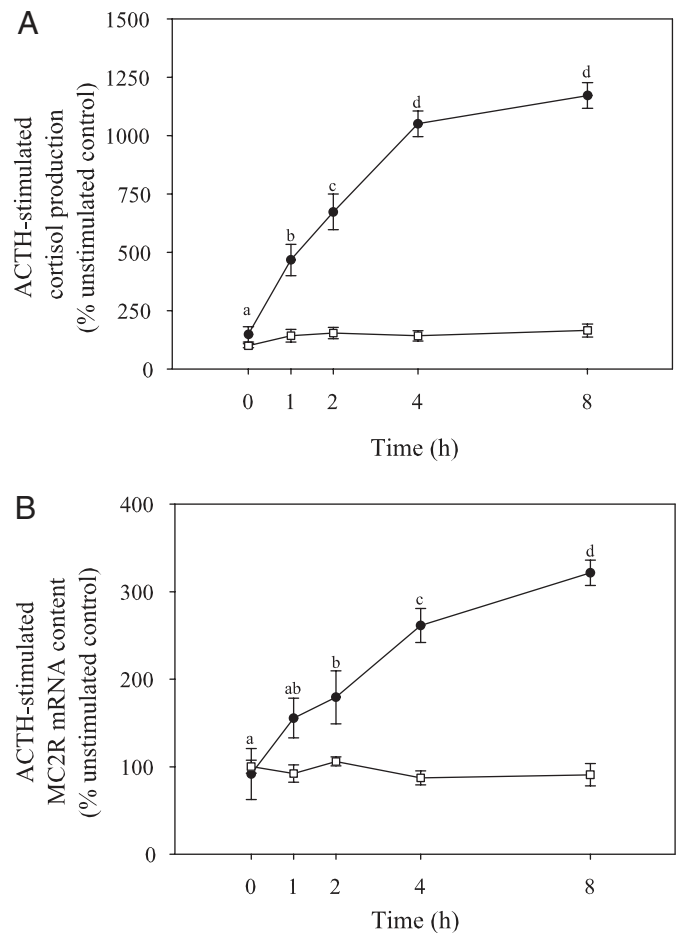 A
1500
1250
1000
750
500
250
0
ACTH-stimulated
cortisol production
(% unstimulated control)
a
b
c
d
d
0 1 2 4 8
Time (h)
B
400
300
200
100
0
ACTH-stimulated
MC2R mRNA content
(% unstimulated control)
a
ab
b
c
d
0 1 2 4 8
Time (h)